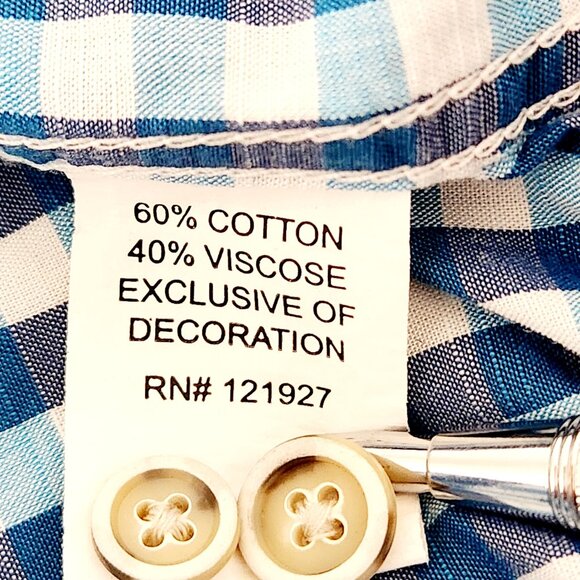 60% COTTON
40% VISCOSE
EXCLUSIVE OF
DECORATION
RN# 121927